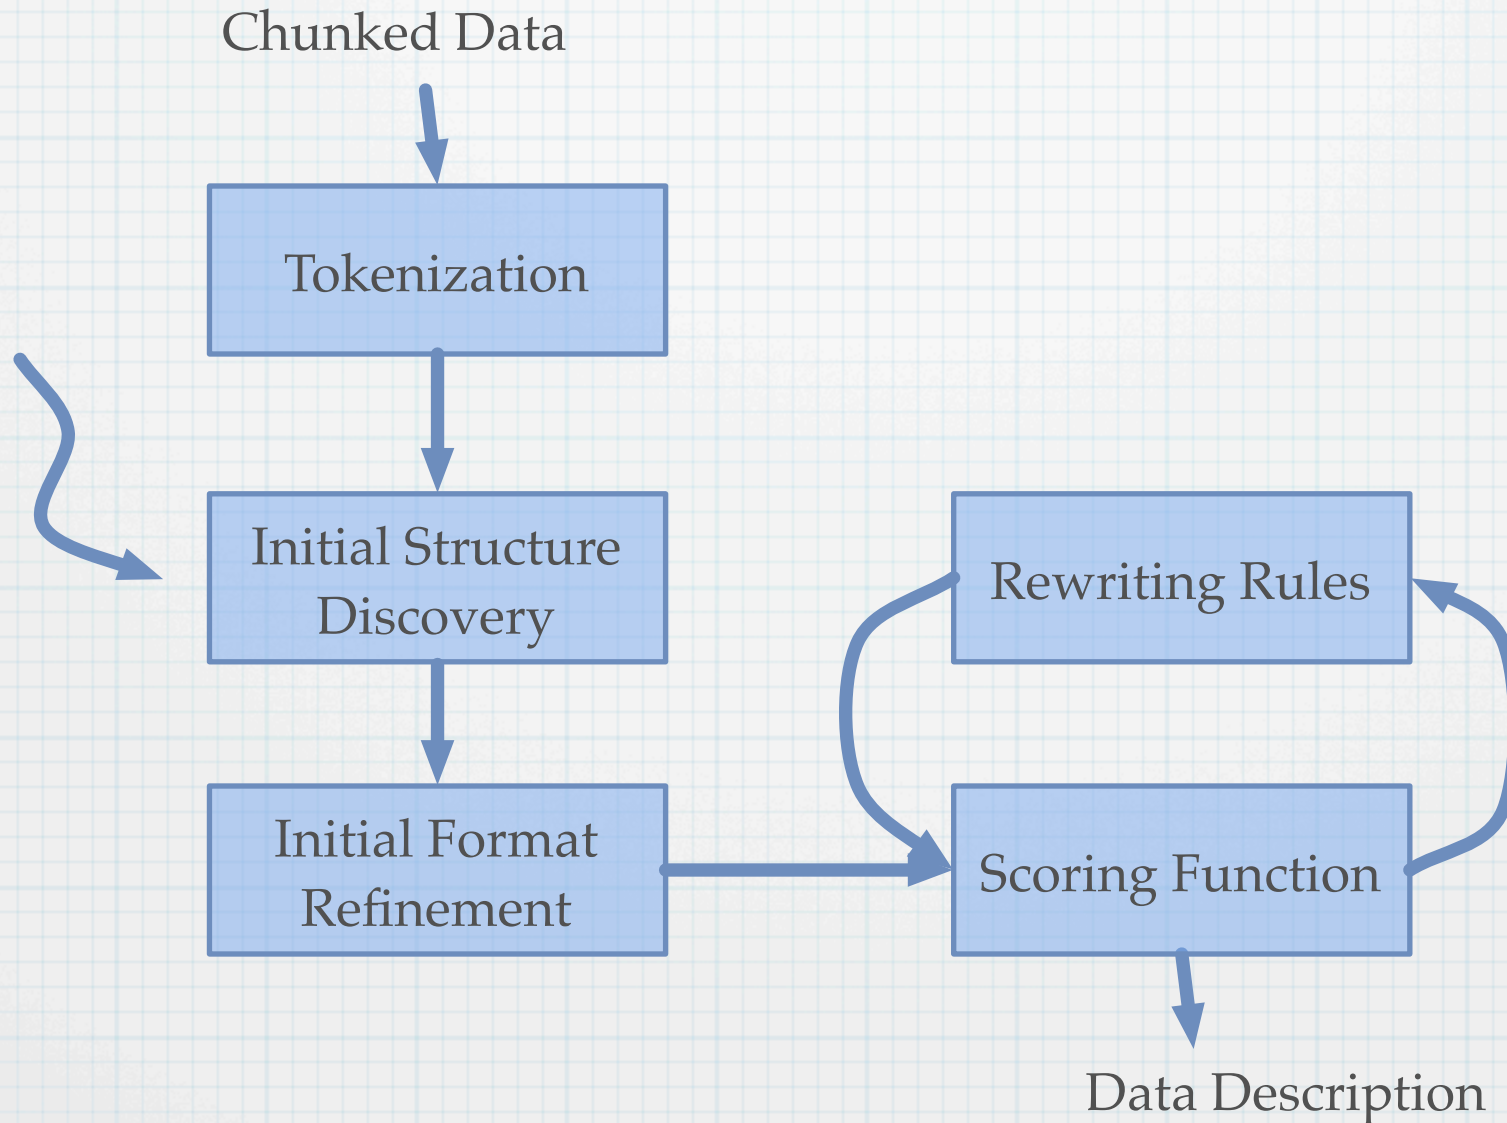 Chunked Data
Tokenization
Initial Structure
Discovery
Initial Format
Refinement
Rewriting Rules
Scoring Function
Data Description